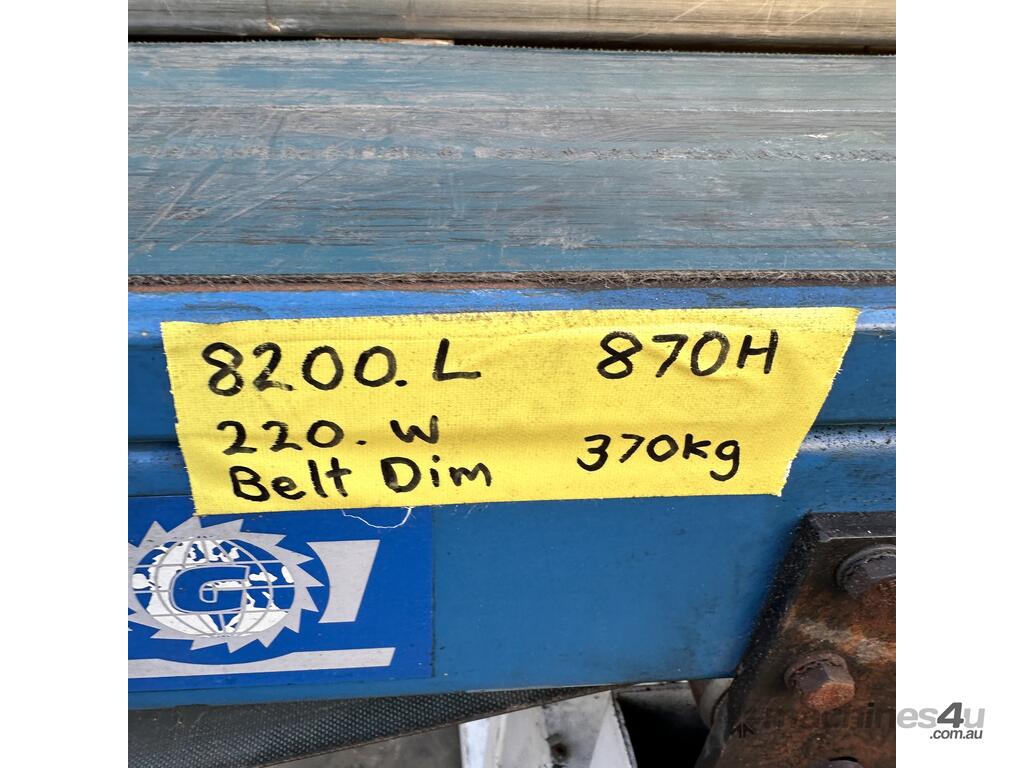 8200.L 870H
220.W 370kg
Belt Dim
G
machines4u
.com.au